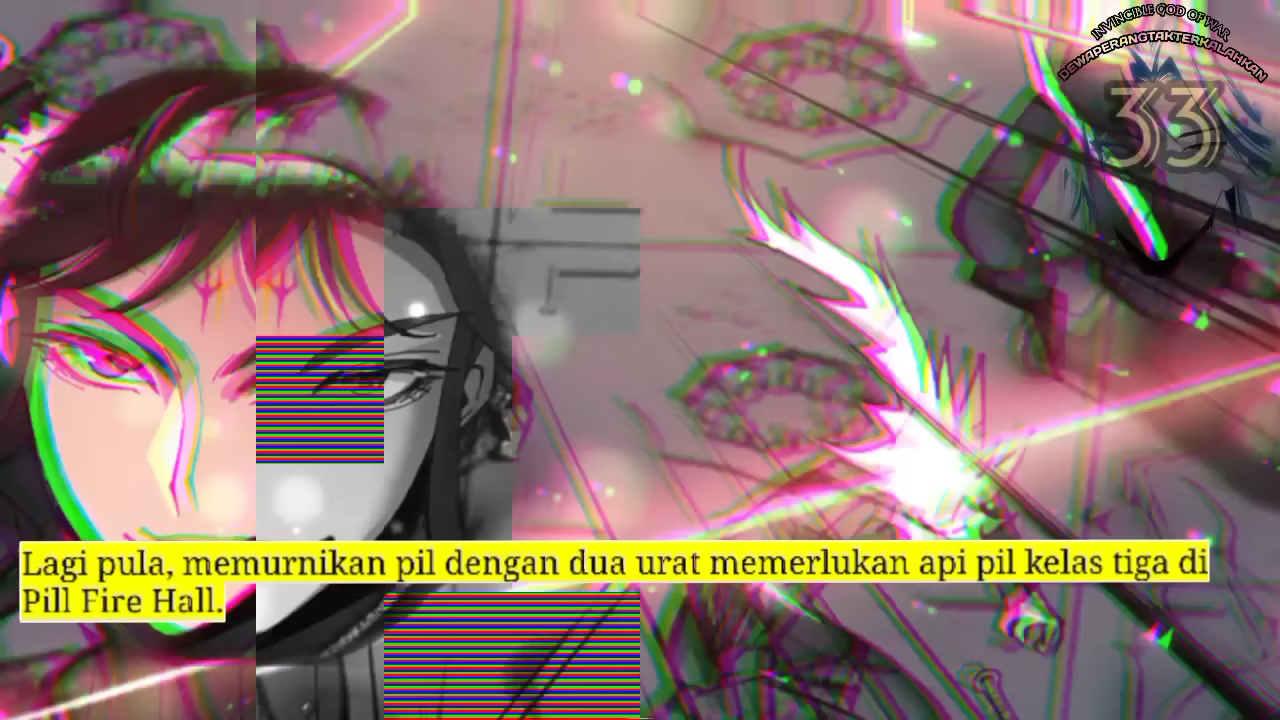 INVINCIBLE GOD OF WAR
DEWAPERANGTAKTERKALAHKAN
33
Lagi pula, memurnikan pil dengan dua urat memerlukan api pil kelas tiga di
Pill Fire Hall.